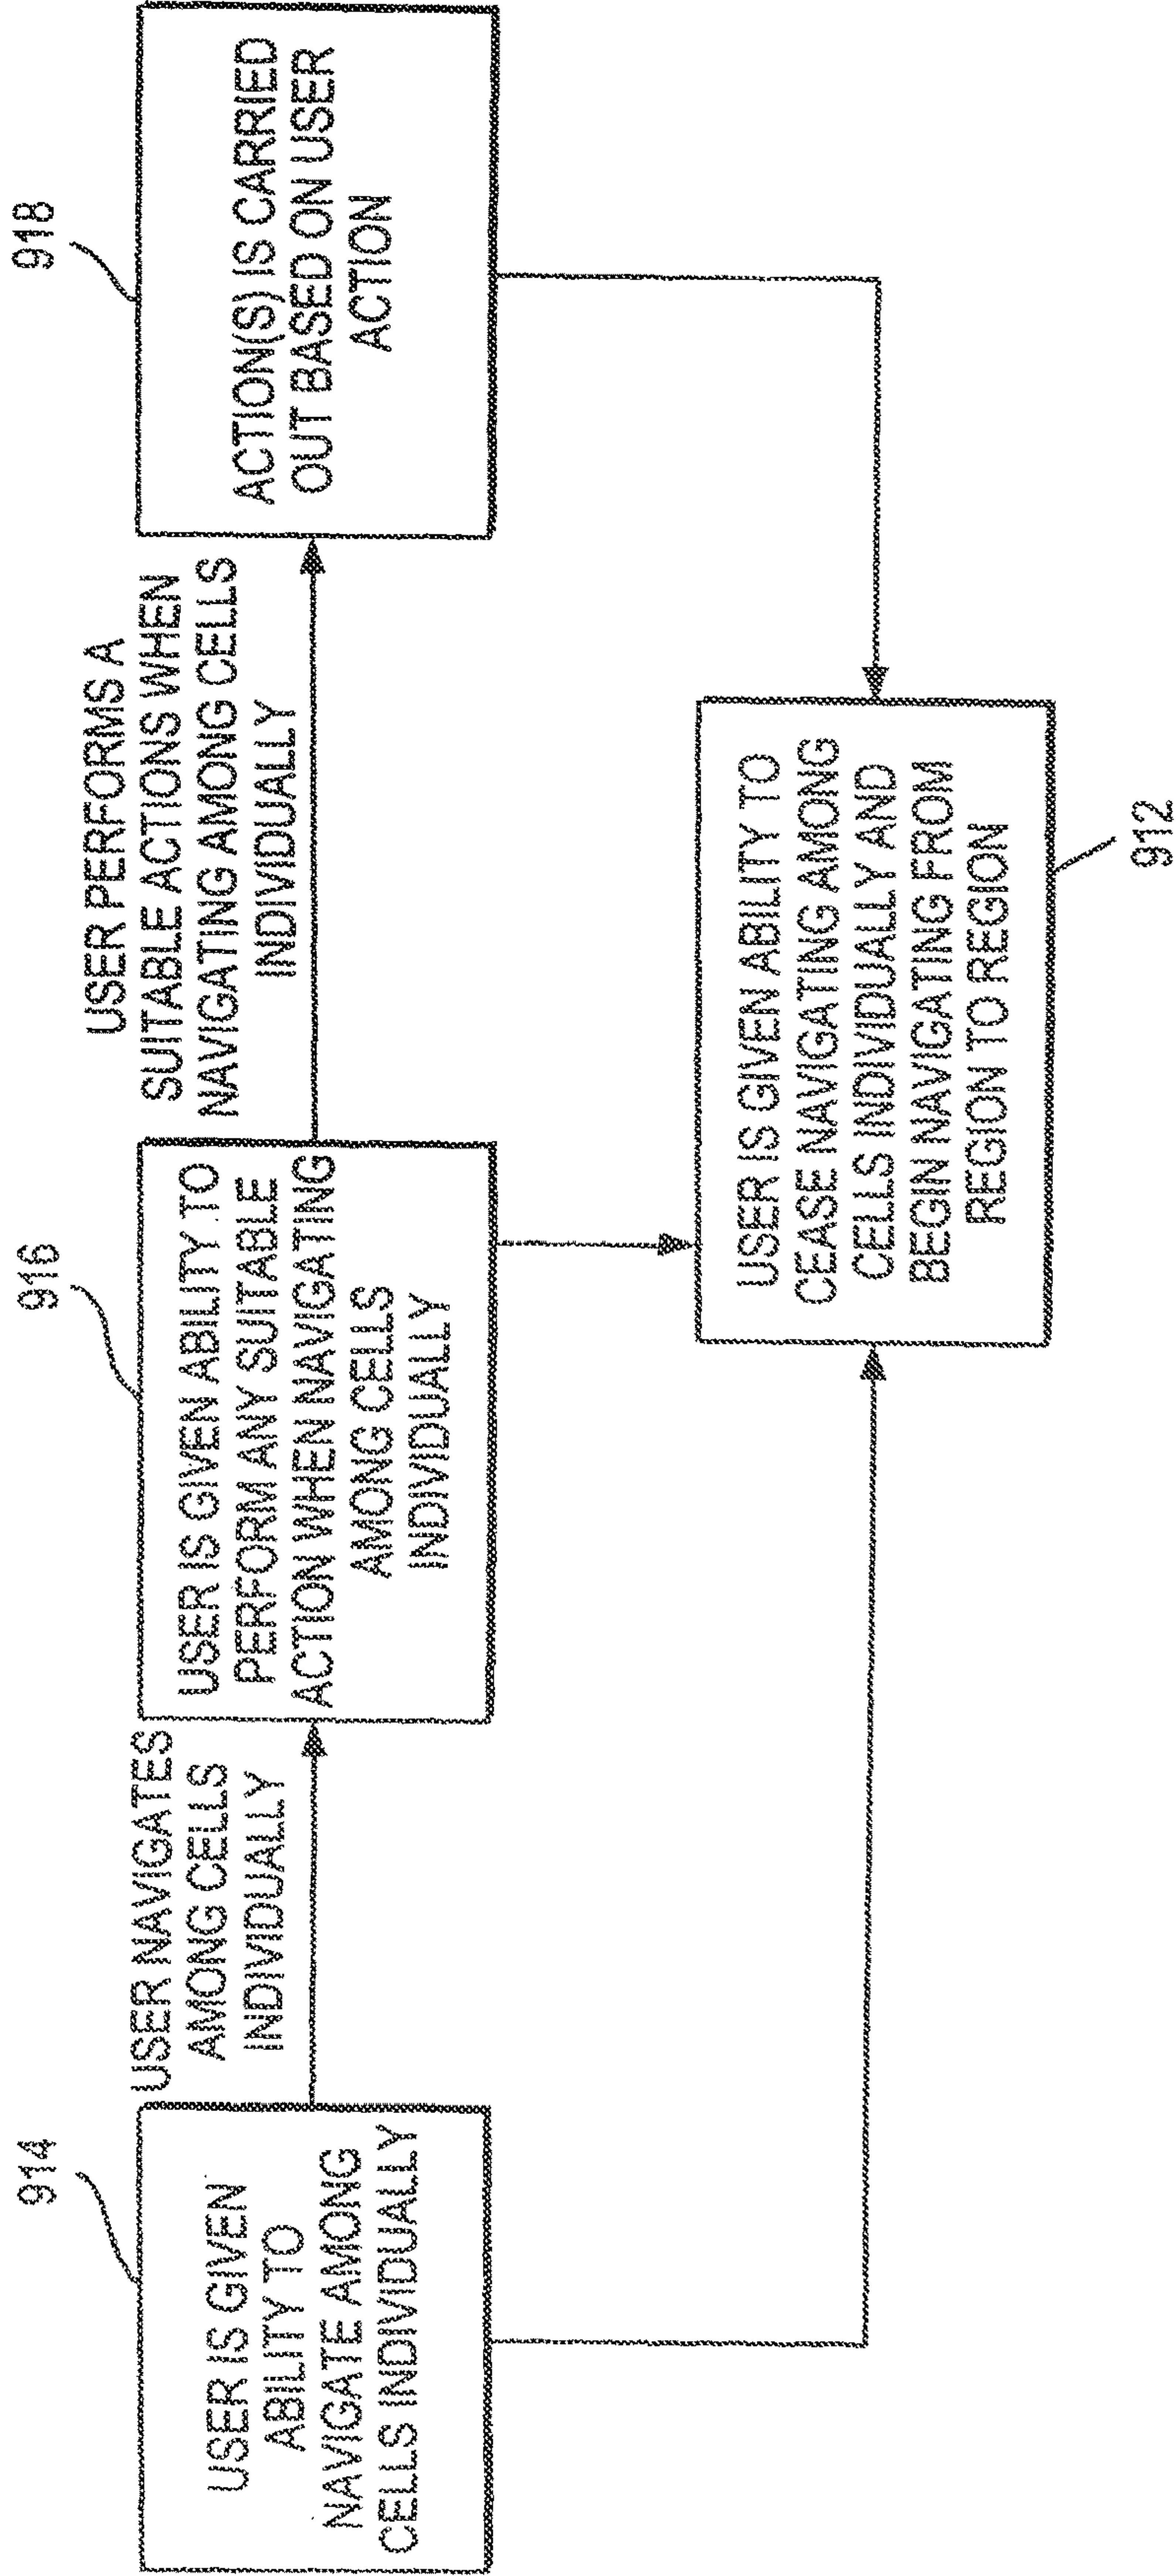 914
USER IS GIVEN
ABILITY TO
NAVIGATE AMONG
CELLS INDIVIDUALLY
USER NAVIGATES
AMONG CELLS
INDIVIDUALLY
916
USER IS GIVEN ABILITY TO
PERFORM ANY SUITABLE
ACTION WHEN NAVIGATING
AMONG CELLS
INDIVIDUALLY
USER PERFORMS A
SUITABLE ACTIONS WHEN
NAVIGATING AMONG CELLS
INDIVIDUALLY
918
ACTION(S) IS CARRIED
OUT BASED ON USER
ACTION
USER IS GIVEN ABILITY TO
CEASE NAVIGATING AMONG
CELLS INDIVIDUALLY AND
BEGIN NAVIGATING FROM
REGION TO REGION
912